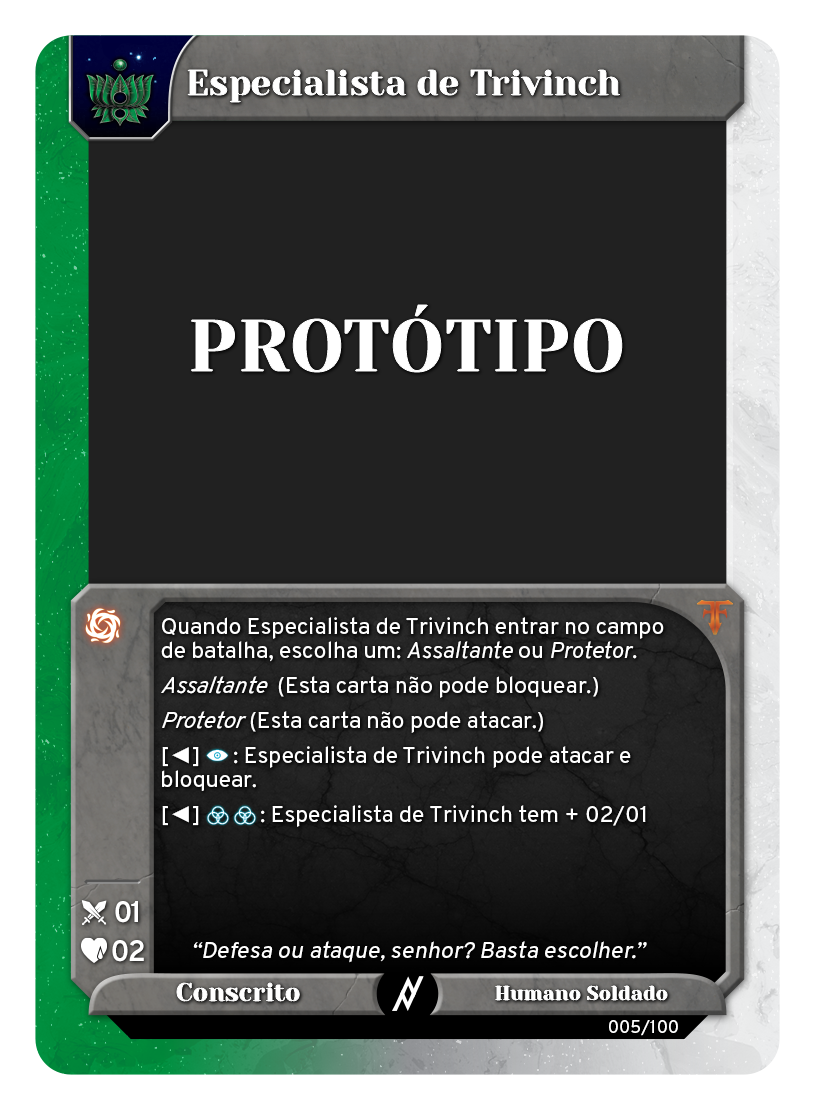 Especialista de Trivinch
PROTÓTIPO
Quando Especialista de Trivinch entrar no campo
de batalha, escolha um: Assaltante ou Protetor.
Assaltante (Esta carta não pode bloquear.)
Protetor (Esta carta não pode atacar.)
[◄] : Especialista de Trivinch pode atacar e
bloquear.
[◄] : Especialista de Trivinch tem + 02/01
01
02
“Defesa ou ataque, senhor? Basta escolher.”
Conscrito
Humano Soldado
005/100